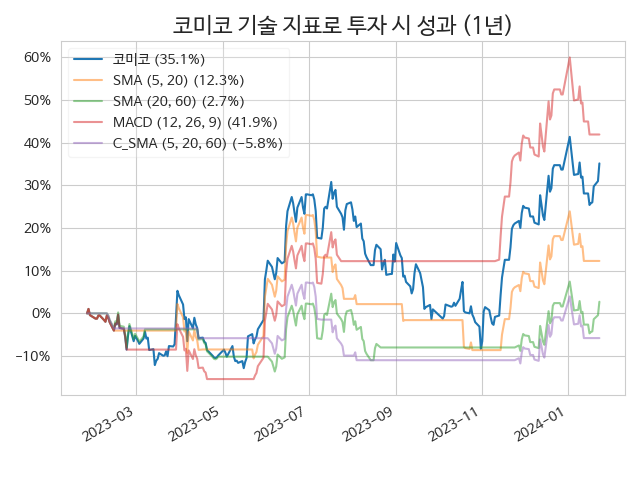 코미코 기술 지표로 투자 시 성과 (1년)
코미코 (35.1%)
SMA (5, 20) (12.3%)
SMA (20, 60) (2.7%)
MACD (12, 26, 9) (41.9%)
C_SMA (5, 20, 60) (−5.8%)
60%
50%
40%
30%
20%
10%
0%
−10%
2023−03
2023−05
2023−07
2023−09
2023−11
2024−01